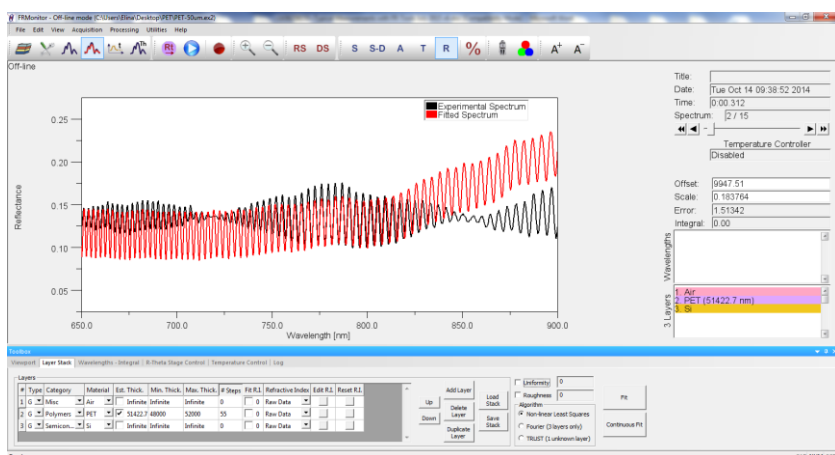 FRMonitor - Off-line mode (C:\Users\Elina\Desktop\PET\PET-50um.ex2)
File Edit View Acquisition Processing Utilities Help
RS DS S S-D A T R % A+ A-
Off-line
Title:
Date: Tue Oct 14 09:38:52 2014
Time: 0:00.312
Spectrum: 2 / 15
Temperature Controller
Disabled
Offset: 9947.51
Scale: 0.183764
Error: 1.51342
Integral: 0.00
Wavelengths
3 Layers
1. Air
2. PET (51422.7 nm)
3. Si
Experimental Spectrum
Fitted Spectrum
Reflectance
0.25
0.20
0.15
0.10
0.05
650.0 700.0 750.0 800.0 850.0 900.0
Wavelength [nm]
Toolbox
Viewport Layer Stack Wavelengths - Integral R-Theta Stage Control Temperature Control Log
Layers
# Type Category Material Est. Thick. Min. Thick. Max. Thick. # Steps Fit R.I. Refractive Index Edit R.I. Reset R.I.
1 G Misc Air Infinite Infinite Infinite 0 0 Raw Data
2 G Polymers PET 51422.7 48000 52000 55 0 Raw Data
3 G Semicon... Si Infinite Infinite Infinite 0 0 Raw Data
Up
Down
Add Layer
Delete Layer
Duplicate Layer
Load Stack
Save Stack
Uniformity 0
Roughness 0
Algorithm
Non-linear Least Squares
Fourier (3 layers only)
TRUST (1 unknown layer)
Fit
Continuous Fit